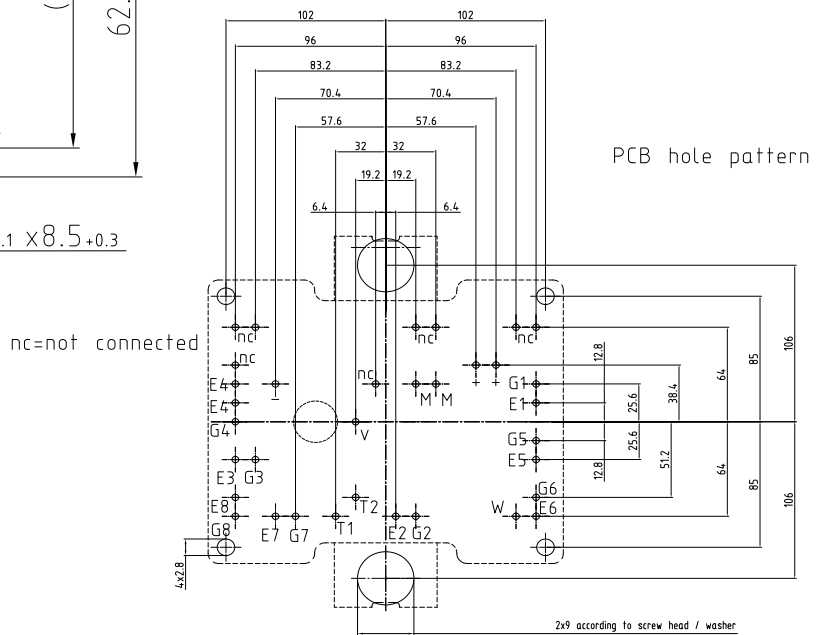 102 102
96 96
83.2 83.2
70.4 70.4
57.6 57.6
32 32
19.2 19.2
6.4 6.4
62.
PCB hole pattern
.1 x8.5+0.3
nc=not connected
nc nc nc
nc
nc
E4 - M M + + G1
E4 E1
G4 V
G5
E3 G3 E5
E8 T2 G6
G8 E7 G7 T1 E2 G2 W E6
12.8
25.6
38.4
64
85
106
12.8
25.6
51.2
64
85
106
4x2.8
2x9 according to screw head / washer